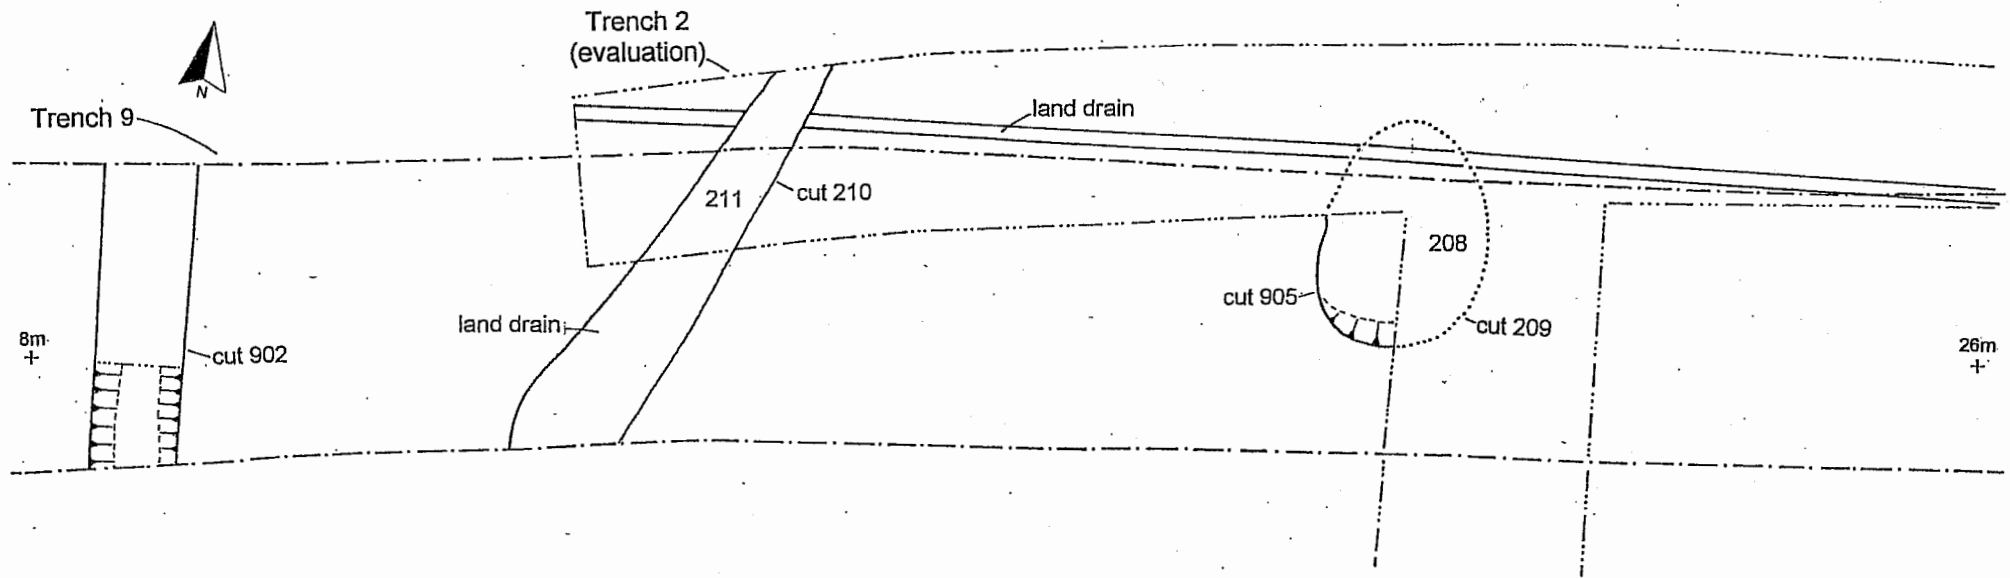 Trench 2
(evaluation)
N
Trench 9
land drain
211
cut 210
208
cut 905
cut 209
land drain
8m
cut 902
26m